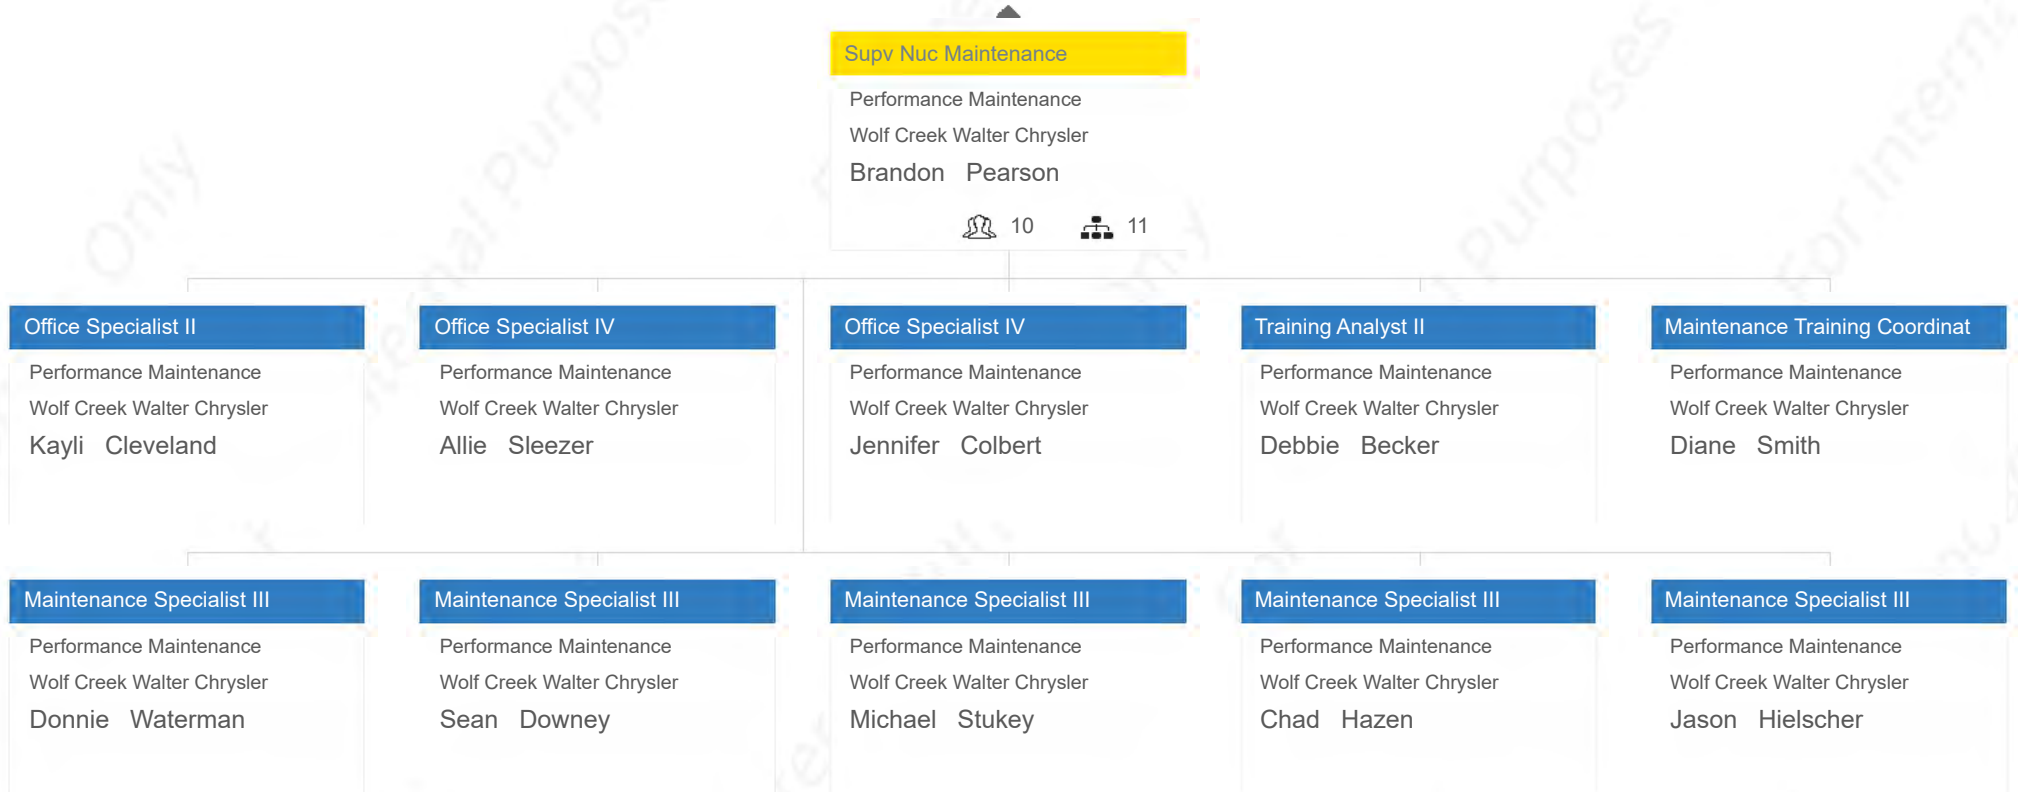 Supv Nuc Maintenance
Performance Maintenance
Wolf Creek Walter Chrysler
Brandon Pearson
10 11
Office Specialist II
Performance Maintenance
Wolf Creek Walter Chrysler
Kayli Cleveland
Office Specialist IV
Performance Maintenance
Wolf Creek Walter Chrysler
Allie Sleezer
Office Specialist IV
Performance Maintenance
Wolf Creek Walter Chrysler
Jennifer Colbert
Training Analyst II
Performance Maintenance
Wolf Creek Walter Chrysler
Debbie Becker
Maintenance Training Coordinat
Performance Maintenance
Wolf Creek Walter Chrysler
Diane Smith
Maintenance Specialist III
Performance Maintenance
Wolf Creek Walter Chrysler
Donnie Waterman
Maintenance Specialist III
Performance Maintenance
Wolf Creek Walter Chrysler
Sean Downey
Maintenance Specialist III
Performance Maintenance
Wolf Creek Walter Chrysler
Michael Stukey
Maintenance Specialist III
Performance Maintenance
Wolf Creek Walter Chrysler
Chad Hazen
Maintenance Specialist III
Performance Maintenance
Wolf Creek Walter Chrysler
Jason Hielscher
Only
Purposes
For Internal